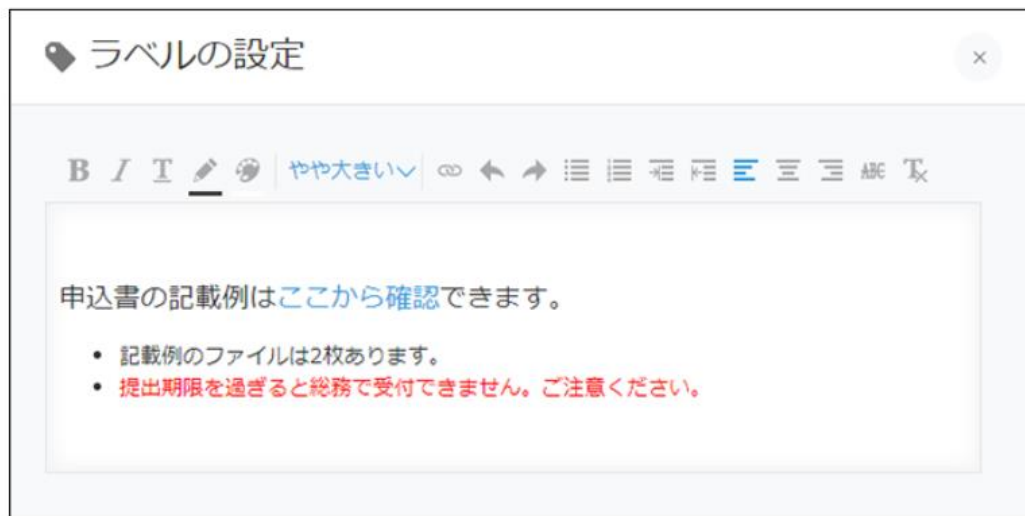 ラベルの設定
×
B I T やや大きい ABC Tx
申込書の記載例はここから確認できます。
• 記載例のファイルは2枚あります。
• 提出期限を過ぎると総務で受付できません。ご注意ください。